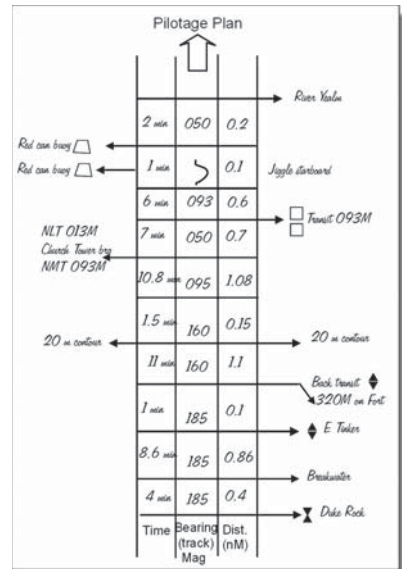 Pilotage Plan
River Yealm
2 min 050 0.2
Red can buoy
Red can buoy
1 min 0.1 Jiggle starboard
6 min 093 0.6
Transit 093M
NLT 013M
Church Tower brg
NMT 093M
7 min 050 0.7
10.8 min 095 1.08
1.5 min 160 0.15
20 m contour 20 m contour
11 min 160 1.1
Back transit
320M on Fort
1 min 185 0.1
E Tinker
8.6 min 185 0.86
Breakwater
4 min 185 0.4
Duke Rock
Time Bearing Dist.
(track) (nM)
Mag